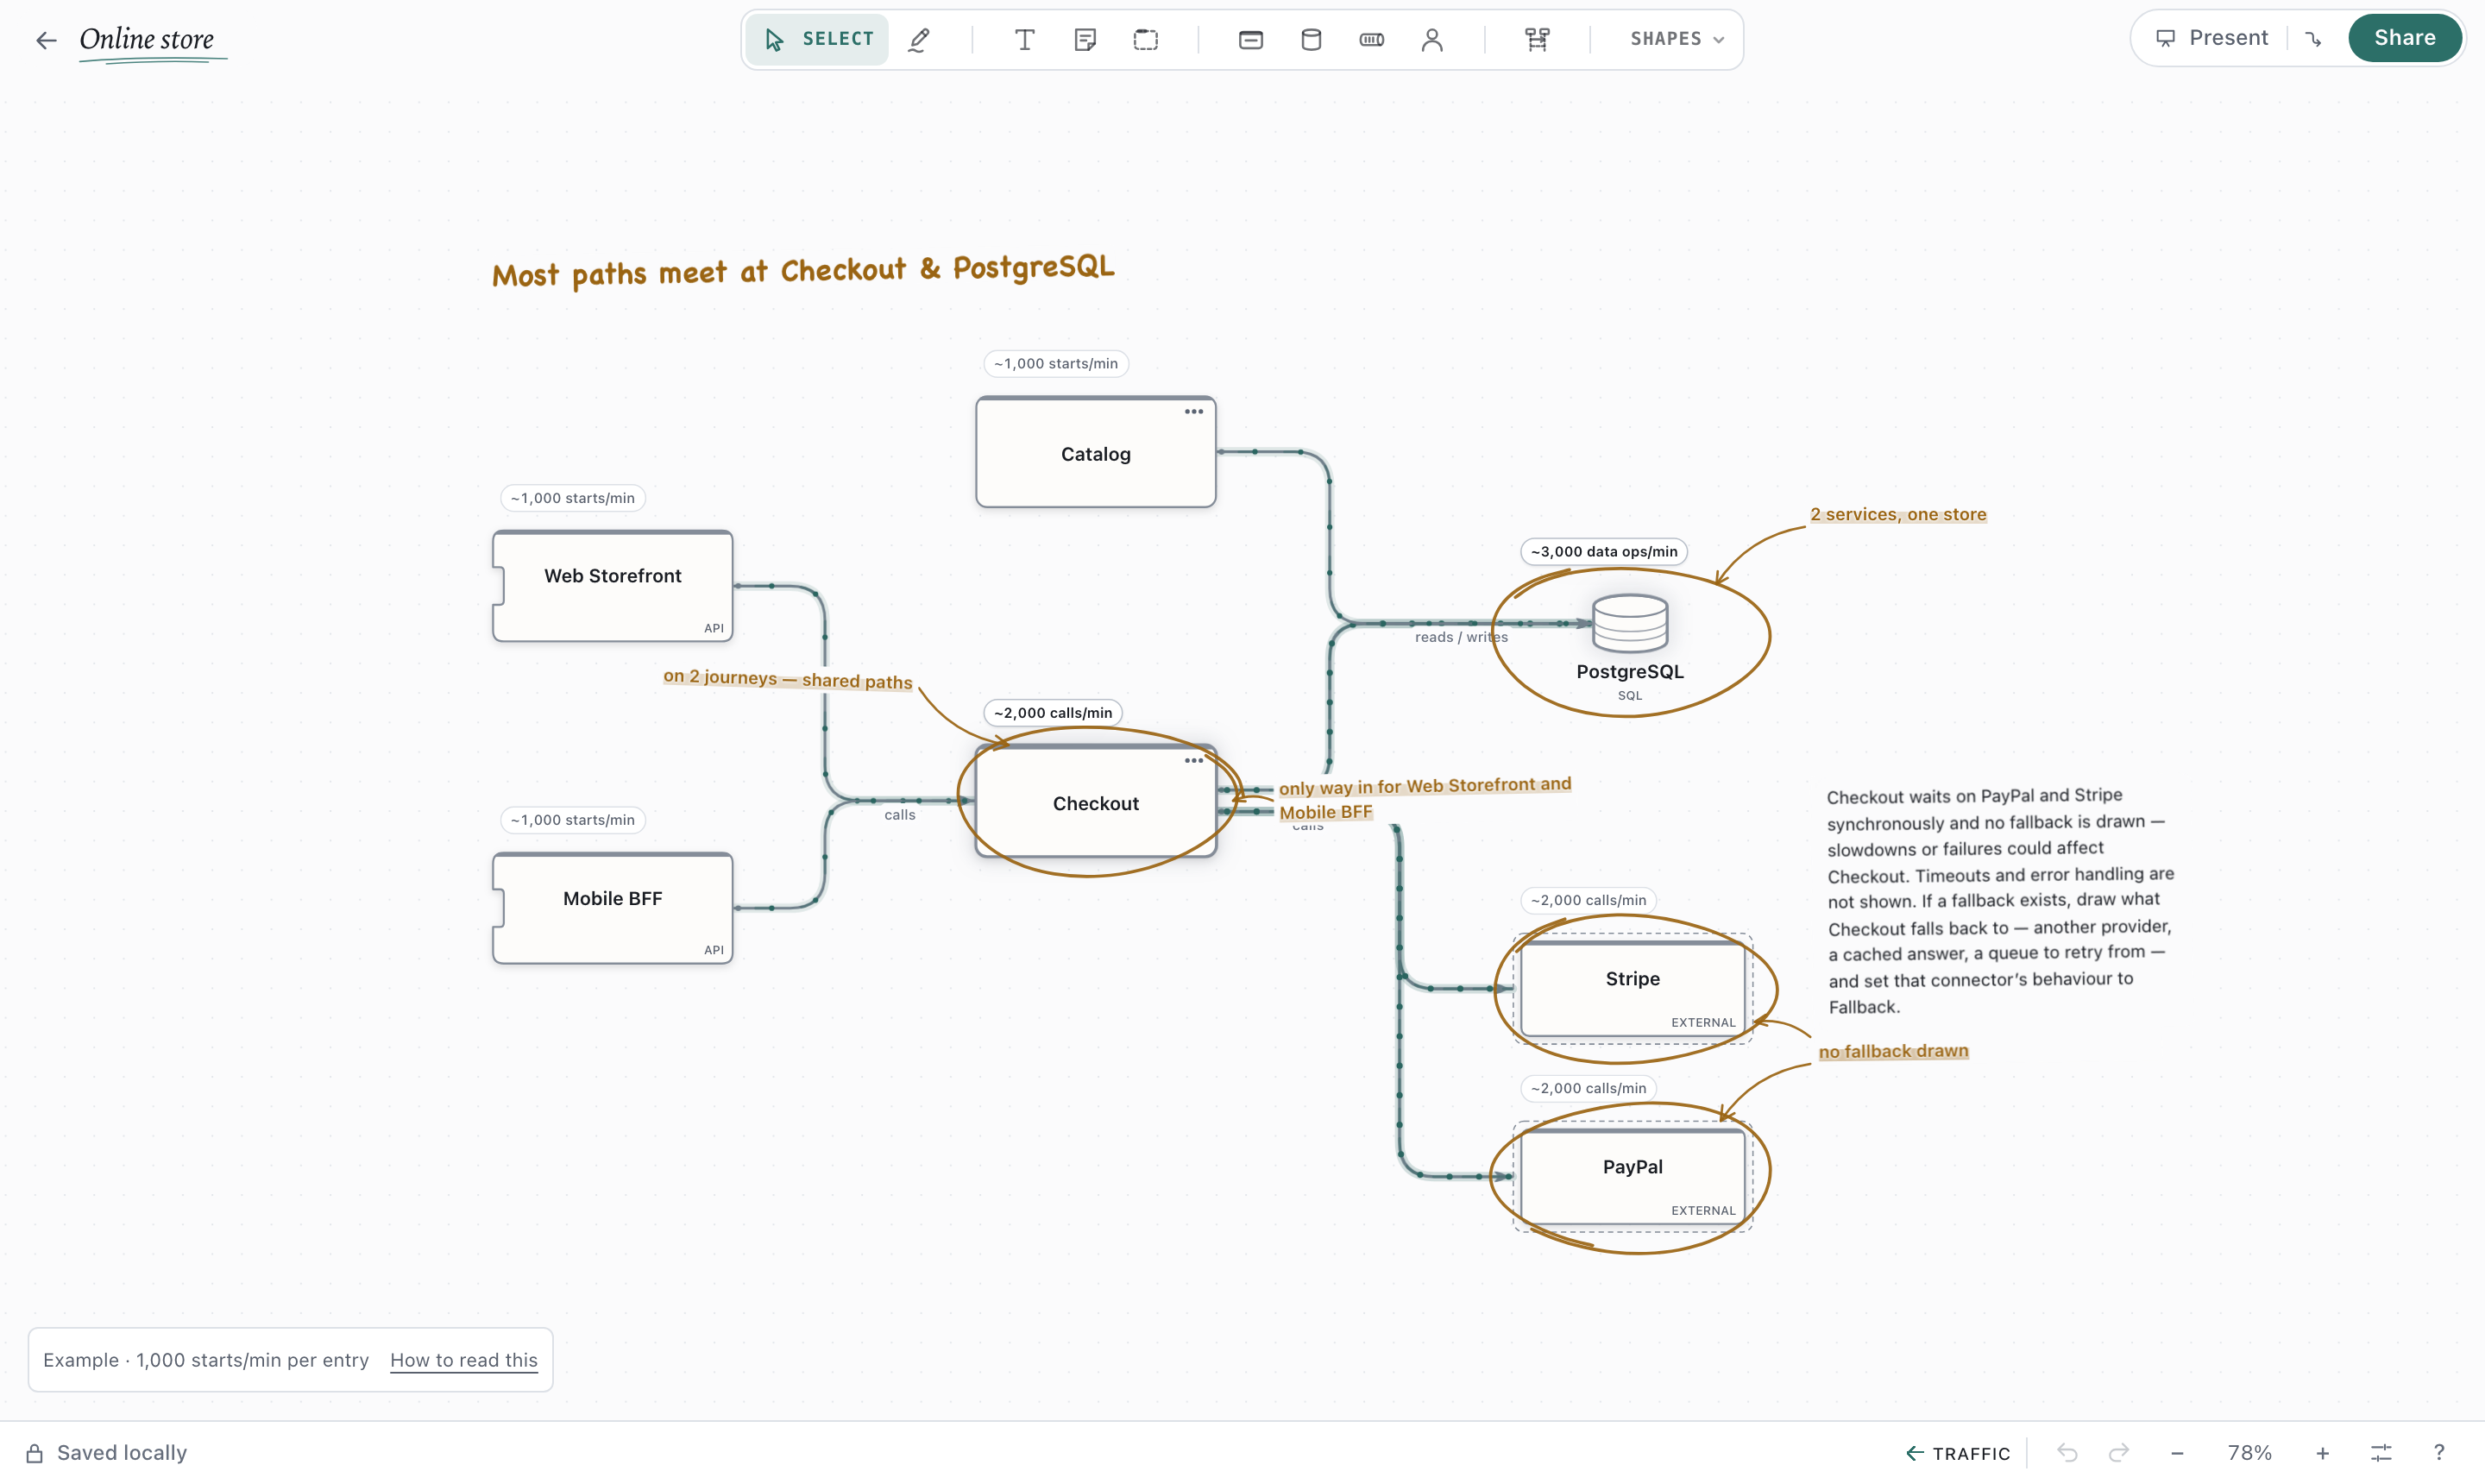 Online store
SELECT
SHAPES
Present
Share
Most paths meet at Checkout & PostgreSQL
~1,000 starts/min
Catalog
~1,000 starts/min
Web Storefront
API
2 services, one store
~3,000 data ops/min
reads / writes
PostgreSQL
SQL
on 2 journeys — shared paths
~2,000 calls/min
Checkout
calls
only way in for Web Storefront and
Mobile BFF
calls
~1,000 starts/min
Mobile BFF
API
Checkout waits on PayPal and Stripe
synchronously and no fallback is drawn —
slowdowns or failures could affect
Checkout. Timeouts and error handling are
not shown. If a fallback exists, draw what
Checkout falls back to — another provider,
a cached answer, a queue to retry from —
and set that connector’s behaviour to
Fallback.
~2,000 calls/min
Stripe
EXTERNAL
no fallback drawn
~2,000 calls/min
PayPal
EXTERNAL
Example · 1,000 starts/min per entry How to read this
Saved locally
TRAFFIC
78%